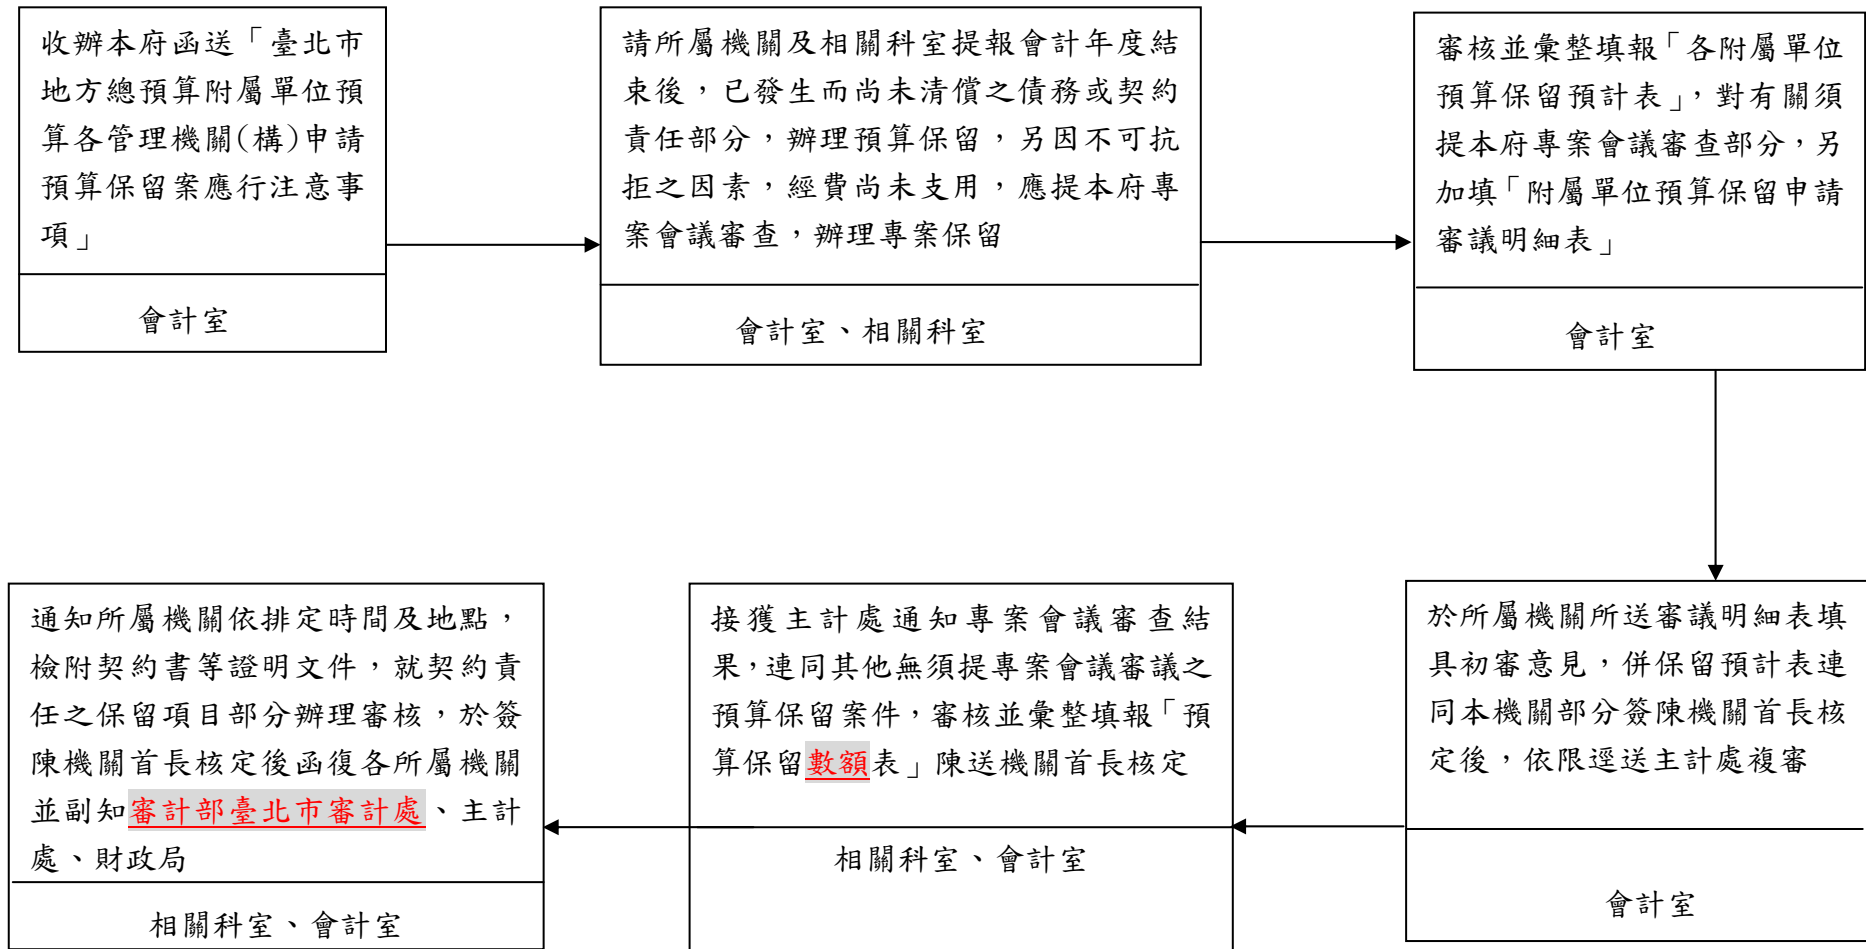 收辦本府函送「臺北市
地方總預算附屬單位預
算各管理機關(構)申請
預算保留案應行注意事
項」
會計室
請所屬機關及相關科室提報會計年度結
束後，已發生而尚未清償之債務或契約
責任部分，辦理預算保留，另因不可抗
拒之因素，經費尚未支用，應提本府專
案會議審查，辦理專案保留
會計室、相關科室
審核並彙整填報「各附屬單位
預算保留預計表」，對有關須
提本府專案會議審查部分，另
加填「附屬單位預算保留申請
審議明細表」
會計室
於所屬機關所送審議明細表填
具初審意見，併保留預計表連
同本機關部分簽陳機關首長核
定後，依限逕送主計處複審
會計室
接獲主計處通知專案會議審查結
果，連同其他無須提專案會議審議之
預算保留案件，審核並彙整填報「預
算保留數額表」陳送機關首長核定
相關科室、會計室
通知所屬機關依排定時間及地點，
檢附契約書等證明文件，就契約責
任之保留項目部分辦理審核，於簽
陳機關首長核定後函復各所屬機關
並副知審計部臺北市審計處、主計
處、財政局
相關科室、會計室